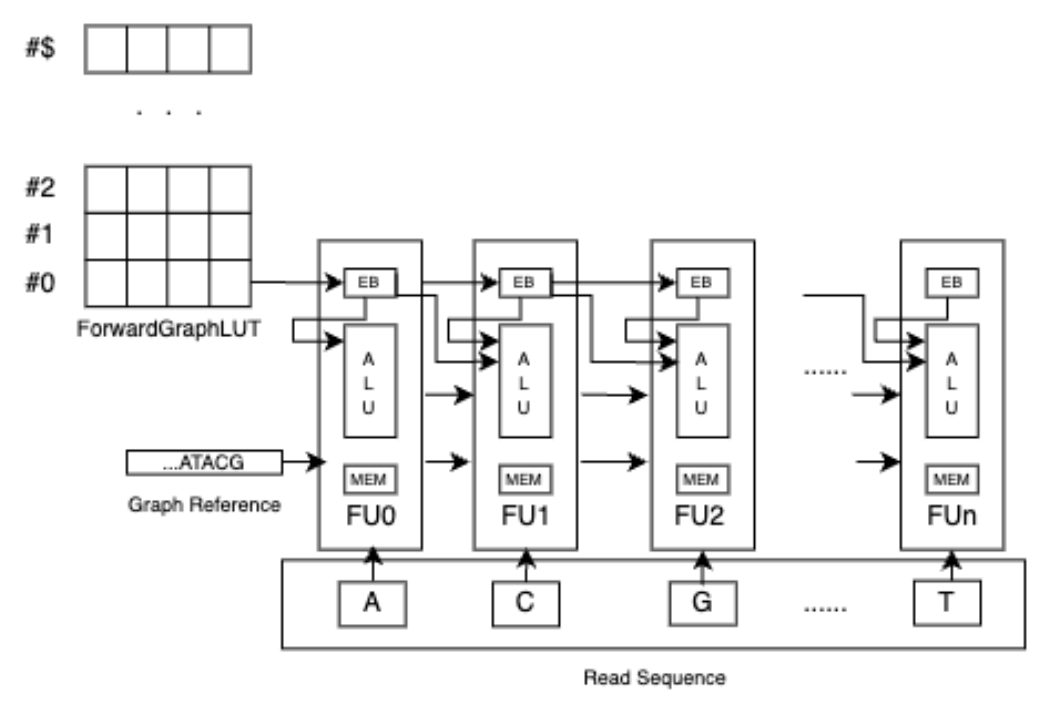 #$
. . .
#2
#1
#0
ForwardGraphLUT
EB
EB
EB
EB
A
L
U
A
L
U
A
L
U
......
A
L
U
...ATACG
Graph Reference
MEM
MEM
MEM
MEM
FU0
FU1
FU2
FUn
A
C
G
......
T
Read Sequence